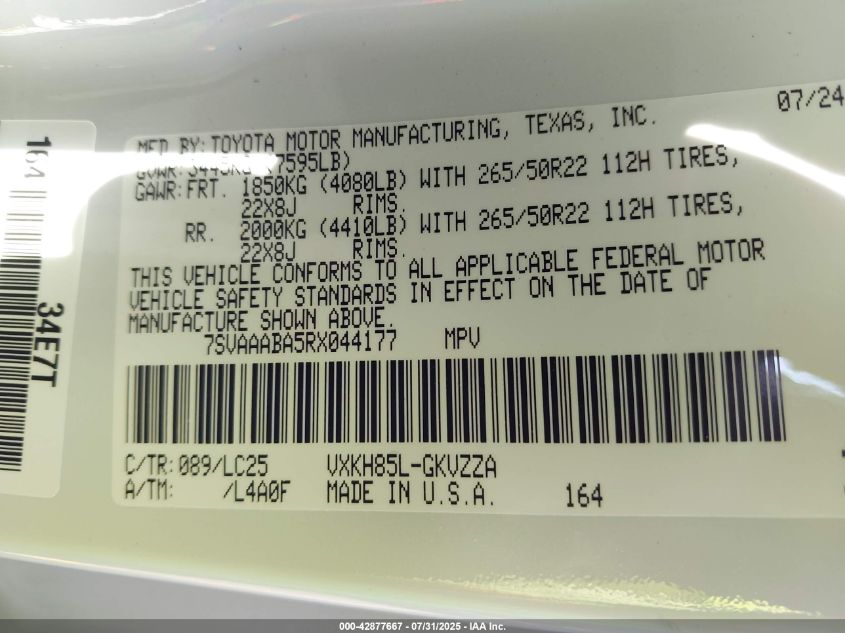 07/24
MFD BY: TOYOTA MOTOR MANUFACTURING, TEXAS, INC.
GVWR: 3445KG (7595LB)
GAWR: FRT. 1850KG (4080LB) WITH 265/50R22 112H TIRES,
22X8J RIMS.
RR. 2000KG (4410LB) WITH 265/50R22 112H TIRES,
22X8J RIMS.
THIS VEHICLE CONFORMS TO ALL APPLICABLE FEDERAL MOTOR
VEHICLE SAFETY STANDARDS IN EFFECT ON THE DATE OF
MANUFACTURE SHOWN ABOVE.
7SVAAABA5RX044177 MPV
C/TR: 089/LC25 VXKH85L-GKVZZA
A/TM: /L4A0F MADE IN U.S.A. 164
164
34E7T
000-42877667 - 07/31/2025 - IAA Inc.